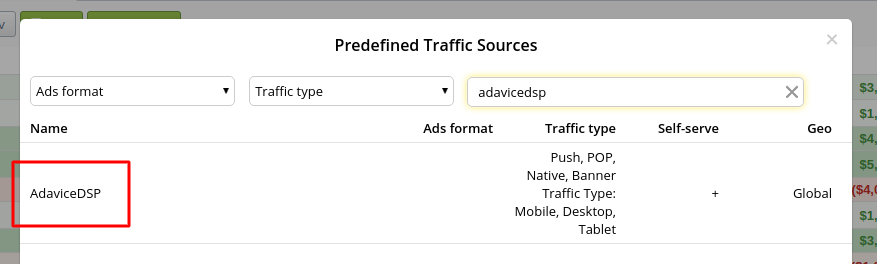 Predefined Traffic Sources
×
Ads format
Traffic type
adavicedsp
Name Ads format Traffic type Self-serve Geo
Push, POP,
Native, Banner
AdaviceDSP Traffic Type: + Global
Mobile, Desktop,
Tablet
$3,
$1,
$4,
$5,
($4,0
$1,
$3,